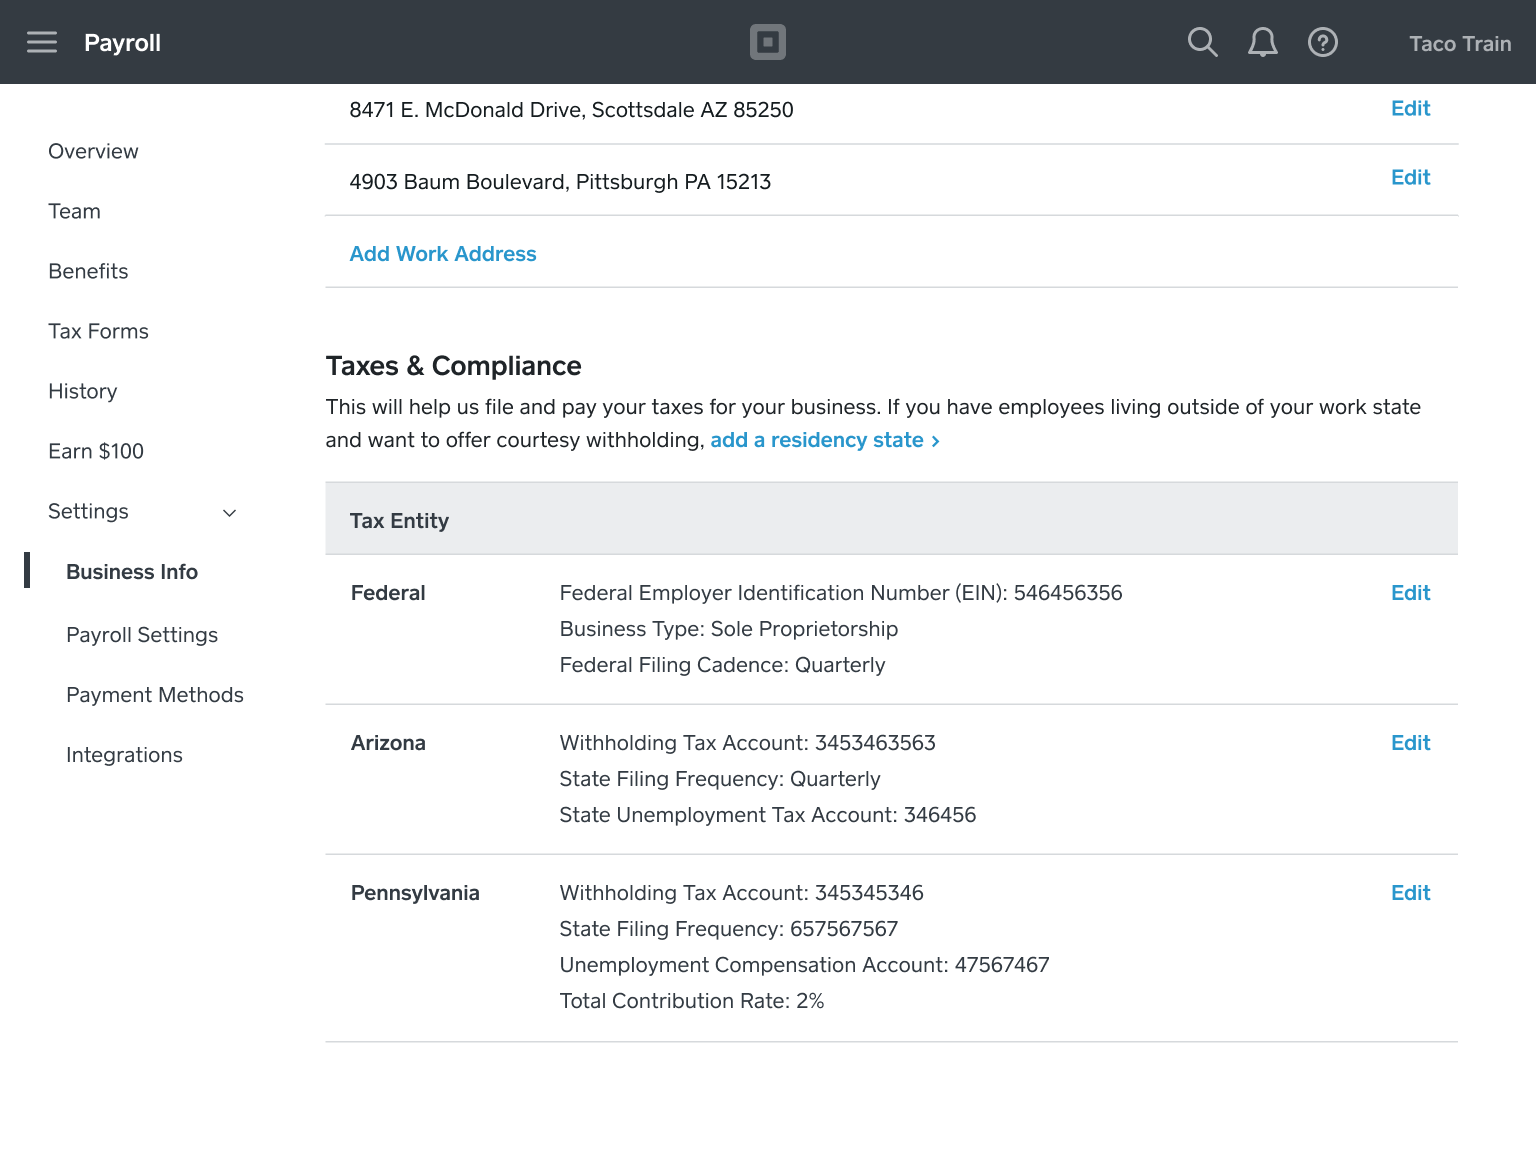 Payroll
Taco Train
Overview
Team
Benefits
Tax Forms
History
Earn $100
Settings
Business Info
Payroll Settings
Payment Methods
Integrations
8471 E. McDonald Drive, Scottsdale AZ 85250 Edit
4903 Baum Boulevard, Pittsburgh PA 15213 Edit
Add Work Address
Taxes & Compliance
This will help us file and pay your taxes for your business. If you have employees living outside of your work state
and want to offer courtesy withholding, add a residency state >
Tax Entity
Federal Federal Employer Identification Number (EIN): 546456356 Edit
Business Type: Sole Proprietorship
Federal Filing Cadence: Quarterly
Arizona Withholding Tax Account: 3453463563 Edit
State Filing Frequency: Quarterly
State Unemployment Tax Account: 346456
Pennsylvania Withholding Tax Account: 345345346 Edit
State Filing Frequency: 657567567
Unemployment Compensation Account: 47567467
Total Contribution Rate: 2%